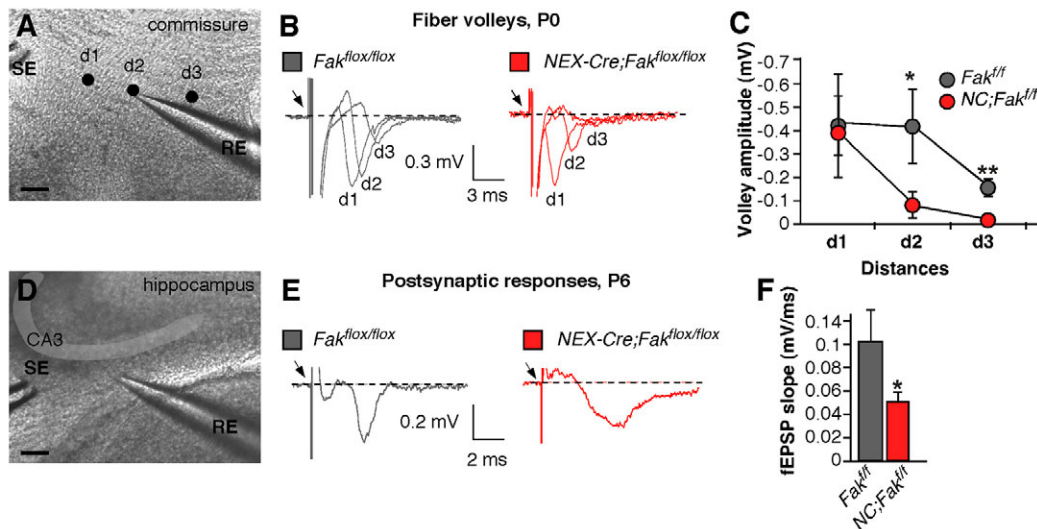 A
commissure
SE
d1
d2
d3
RE
B
Fiber volleys, P0
Fak^flox/flox
NEX-Cre;Fak^flox/flox
d3
d2
d1
0.3 mV
3 ms
d3
d2
d1
C
Volley amplitude (mV)
-0.7
-0.6
-0.5
-0.4
-0.3
-0.2
-0.1
0
*
**
Fak^f/f
NC;Fak^f/f
d1
d2
d3
Distances
D
hippocampus
CA3
SE
RE
E
Postsynaptic responses, P6
Fak^flox/flox
NEX-Cre;Fak^flox/flox
0.2 mV
2 ms
F
fEPSP slope (mV/ms)
0.14
0.1
0.08
0.06
0.04
0.02
0
*
Fak^f/f
NC;Fak^f/f